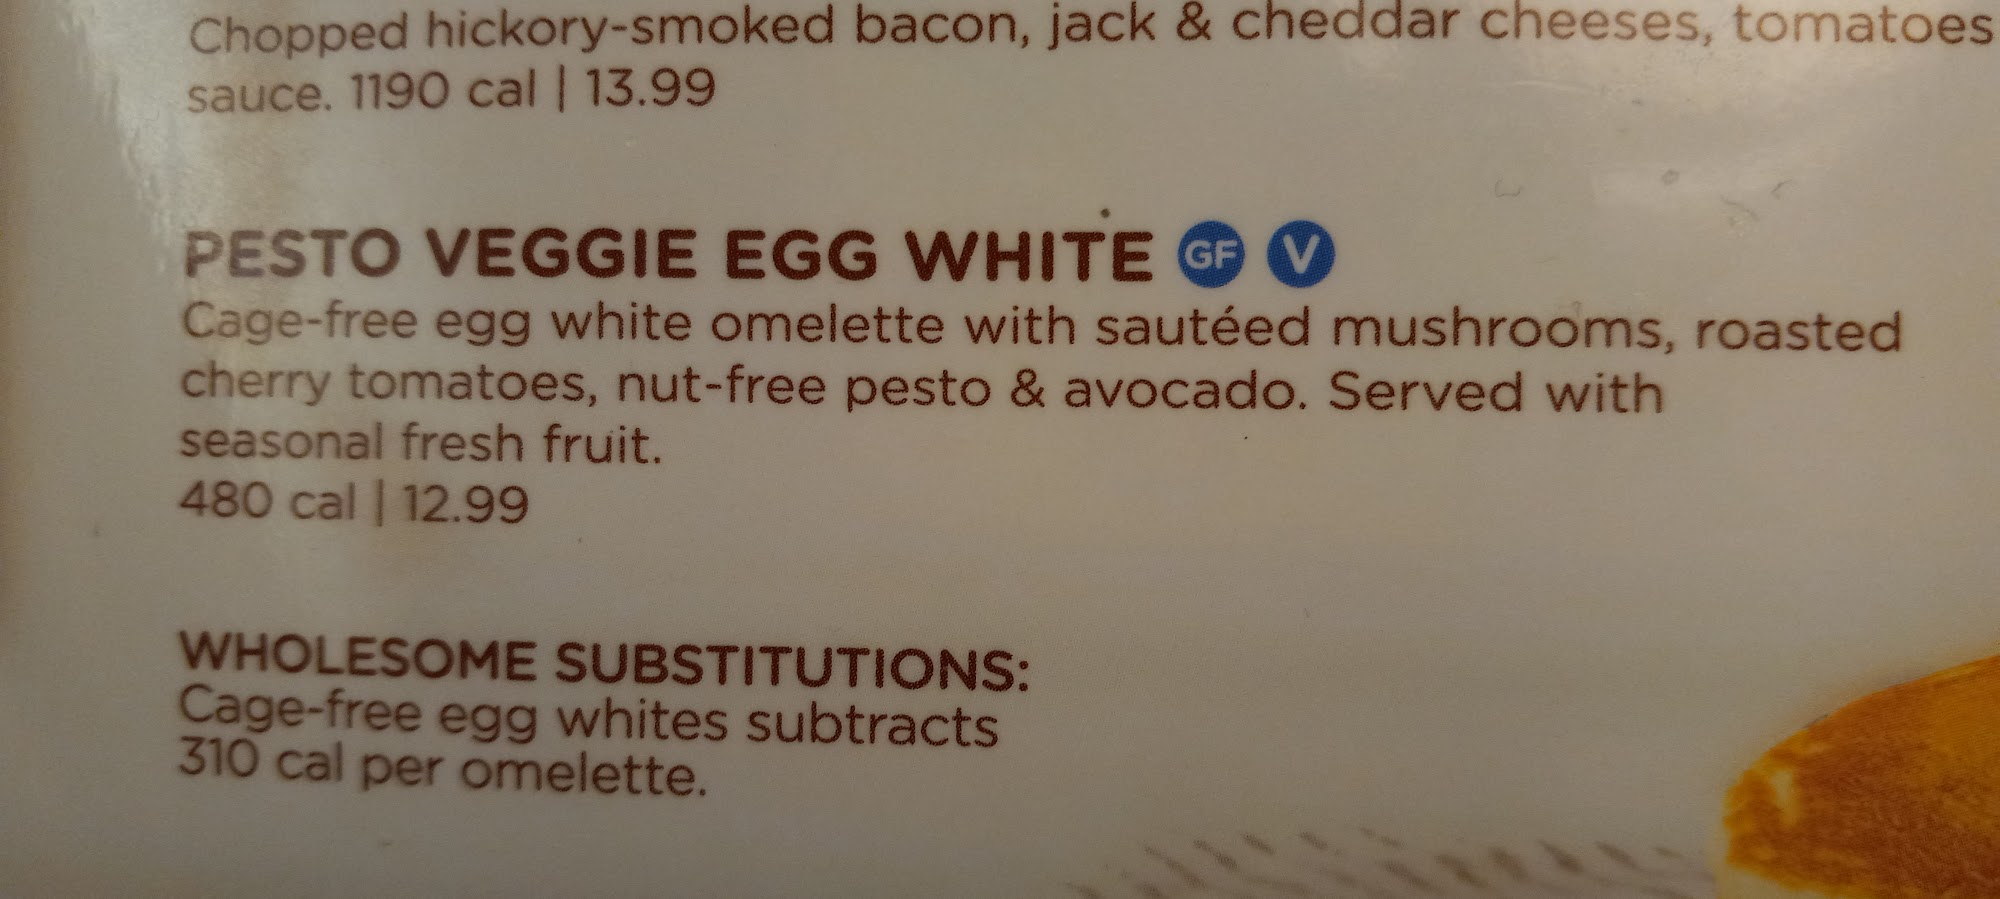 Chopped hickory-smoked bacon, jack & cheddar cheeses, tomatoes
sauce. 1190 cal | 13.99
PESTO VEGGIE EGG WHITE GF V
Cage-free egg white omelette with sautéed mushrooms, roasted
cherry tomatoes, nut-free pesto & avocado. Served with
seasonal fresh fruit.
480 cal | 12.99
WHOLESOME SUBSTITUTIONS:
Cage-free egg whites subtracts
310 cal per omelette.